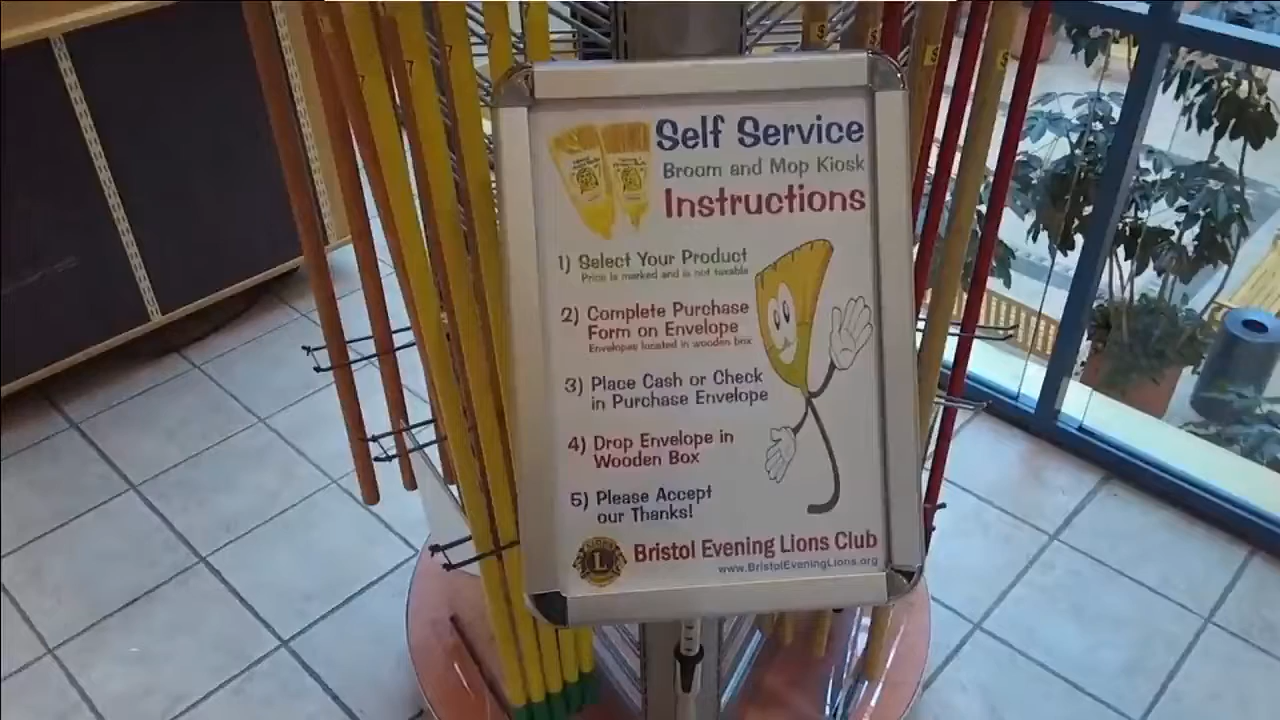 Self Service
Broom and Mop Kiosk
Instructions
1) Select Your Product
Price is marked and is not taxable
2) Complete Purchase
Form on Envelope
Envelopes located in wooden box
3) Place Cash or Check
in Purchase Envelope
4) Drop Envelope in
Wooden Box
5) Please Accept
our Thanks!
Bristol Evening Lions Club
www.BristolEveningLions.org
L